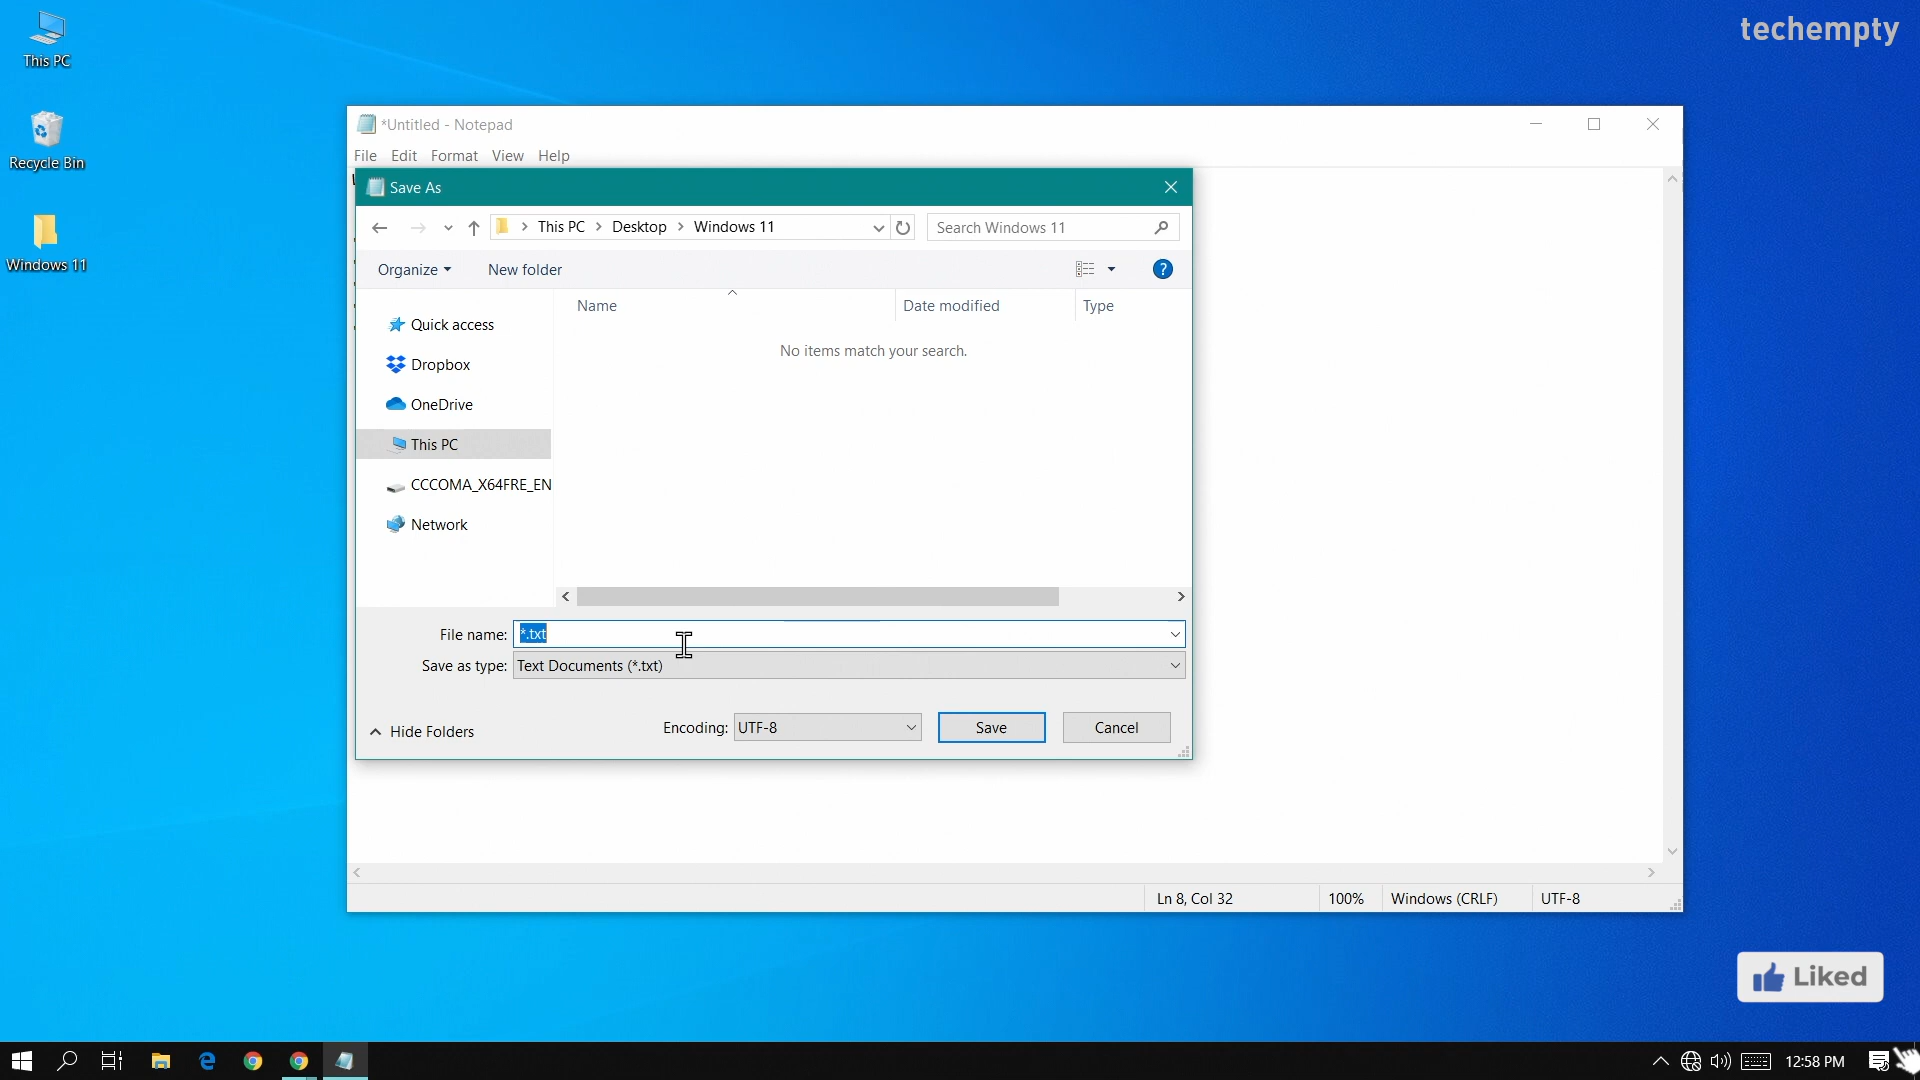 techempty
This PC
Recycle Bin
Windows 11
*Untitled - Notepad
File Edit Format View Help
Save As
This PC > Desktop > Windows 11
Search Windows 11
Organize
New folder
Name
Date modified
Type
No items match your search.
Quick access
Dropbox
OneDrive
This PC
CCCOMA_X64FRE_EN
Network
File name: *.txt
Save as type: Text Documents (*.txt)
Hide Folders
Encoding: UTF-8
Save
Cancel
Ln 8, Col 32
100%
Windows (CRLF)
UTF-8
Liked
12:58 PM